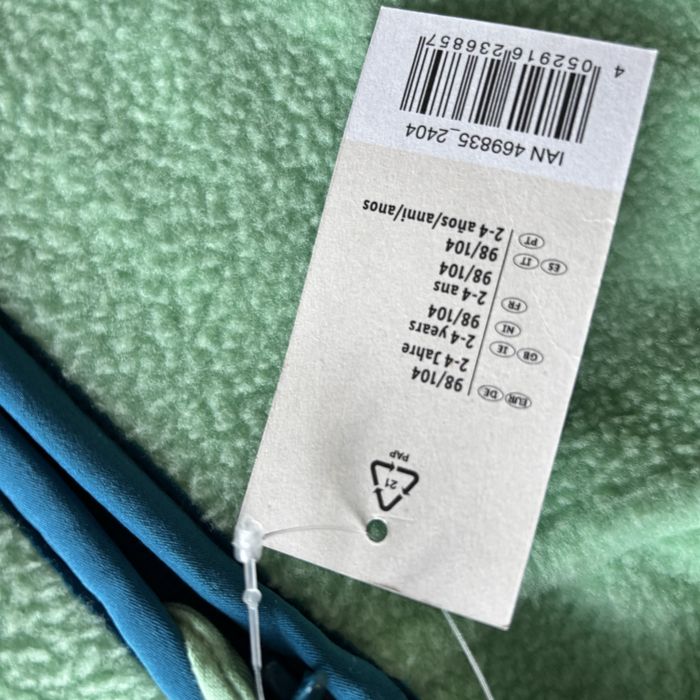 21
PAP
EUR DE 98/104
2-4 Jahre
GB IE 2-4 years
NI 98/104
FR 2-4 ans
98/104
ES IT 98/104
PT 2-4 años/anni/anos
IAN 469835_2404
4 052916 236857